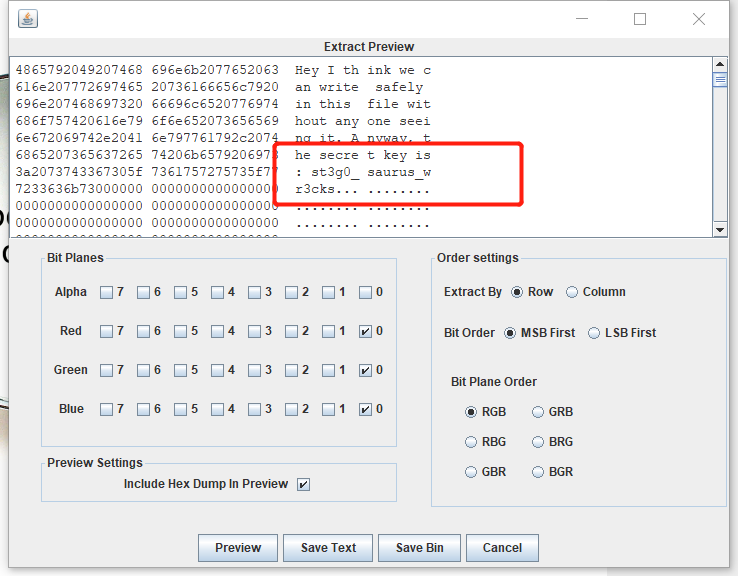 Extract Preview
4865792049207468 696e6b2077652063 Hey I th ink we c
616e207772697465 20736166656c7920 an write safely
696e207468697320 66696c6520776974 in this file wit
686f757420616e79 6f6e652073656569 hout any one seei
6e672069742e2041 6e797761792c2074 ng it. A nyway, t
6865207365637265 74206b6579206973 he secre t key is
3a2073743367305f 7361757275735f77 : st3g0_ saurus_w
7233636b73000000 0000000000000000 r3cks... ........
0000000000000000 0000000000000000 ........ ........
0000000000000000 0000000000000000 ........ ........
Bit Planes
Alpha 7 6 5 4 3 2 1 0
Red 7 6 5 4 3 2 1 0
Green 7 6 5 4 3 2 1 0
Blue 7 6 5 4 3 2 1 0
Preview Settings
Include Hex Dump In Preview
Order settings
Extract By Row Column
Bit Order MSB First LSB First
Bit Plane Order
RGB GRB
RBG BRG
GBR BGR
Preview Save Text Save Bin Cancel